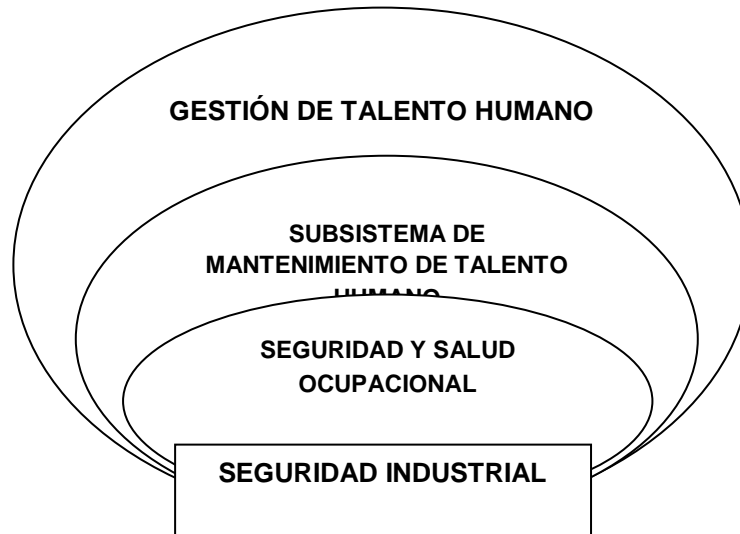 GESTIÓN DE TALENTO HUMANO
SUBSISTEMA DE
MANTENIMIENTO DE TALENTO
HUMANO
SEGURIDAD Y SALUD
OCUPACIONAL
SEGURIDAD INDUSTRIAL